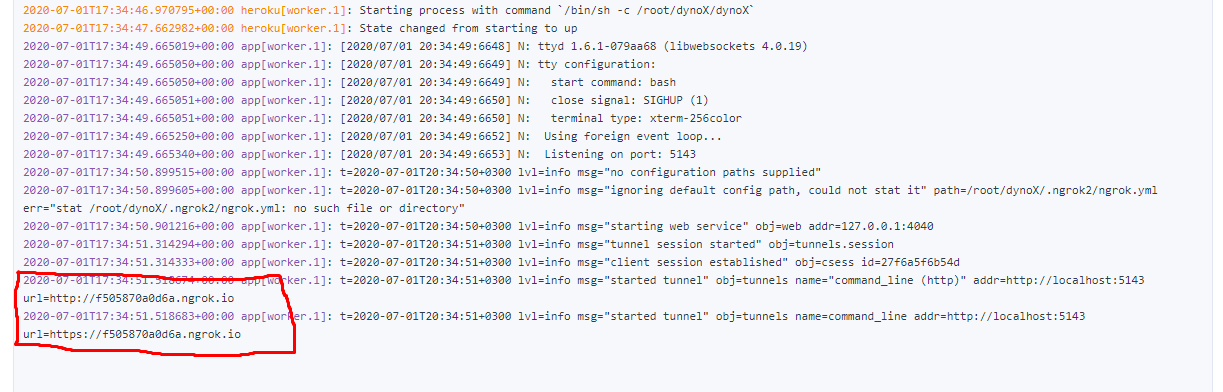 2020-07-01T17:34:46.970795+00:00 heroku[worker.1]: Starting process with command `/bin/sh -c /root/dynoX/dynoX`
2020-07-01T17:34:47.662982+00:00 heroku[worker.1]: State changed from starting to up
2020-07-01T17:34:49.665019+00:00 app[worker.1]: [2020/07/01 20:34:49:6648] N: ttyd 1.6.1-079aa68 (libwebsockets 4.0.19)
2020-07-01T17:34:49.665050+00:00 app[worker.1]: [2020/07/01 20:34:49:6649] N: tty configuration:
2020-07-01T17:34:49.665050+00:00 app[worker.1]: [2020/07/01 20:34:49:6649] N:   start command: bash
2020-07-01T17:34:49.665051+00:00 app[worker.1]: [2020/07/01 20:34:49:6650] N:   close signal: SIGHUP (1)
2020-07-01T17:34:49.665051+00:00 app[worker.1]: [2020/07/01 20:34:49:6650] N:   terminal type: xterm-256color
2020-07-01T17:34:49.665250+00:00 app[worker.1]: [2020/07/01 20:34:49:6652] N:  Using foreign event loop...
2020-07-01T17:34:49.665340+00:00 app[worker.1]: [2020/07/01 20:34:49:6653] N:  Listening on port: 5143
2020-07-01T17:34:50.899515+00:00 app[worker.1]: t=2020-07-01T20:34:50+0300 lvl=info msg="no configuration paths supplied"
2020-07-01T17:34:50.899605+00:00 app[worker.1]: t=2020-07-01T20:34:50+0300 lvl=info msg="ignoring default config path, could not stat it" path=/root/dynoX/.ngrok2/ngrok.yml
err="stat /root/dynoX/.ngrok2/ngrok.yml: no such file or directory"
2020-07-01T17:34:50.901216+00:00 app[worker.1]: t=2020-07-01T20:34:50+0300 lvl=info msg="starting web service" obj=web addr=127.0.0.1:4040
2020-07-01T17:34:51.314294+00:00 app[worker.1]: t=2020-07-01T20:34:51+0300 lvl=info msg="tunnel session started" obj=tunnels.session
2020-07-01T17:34:51.314333+00:00 app[worker.1]: t=2020-07-01T20:34:51+0300 lvl=info msg="client session established" obj=csess id=27f6a5f6b54d
2020-07-01T17:34:51.518674+00:00 app[worker.1]: t=2020-07-01T20:34:51+0300 lvl=info msg="started tunnel" obj=tunnels name="command_line (http)" addr=http://localhost:5143
url=http://f505870a0d6a.ngrok.io
2020-07-01T17:34:51.518683+00:00 app[worker.1]: t=2020-07-01T20:34:51+0300 lvl=info msg="started tunnel" obj=tunnels name=command_line addr=http://localhost:5143
url=https://f505870a0d6a.ngrok.io